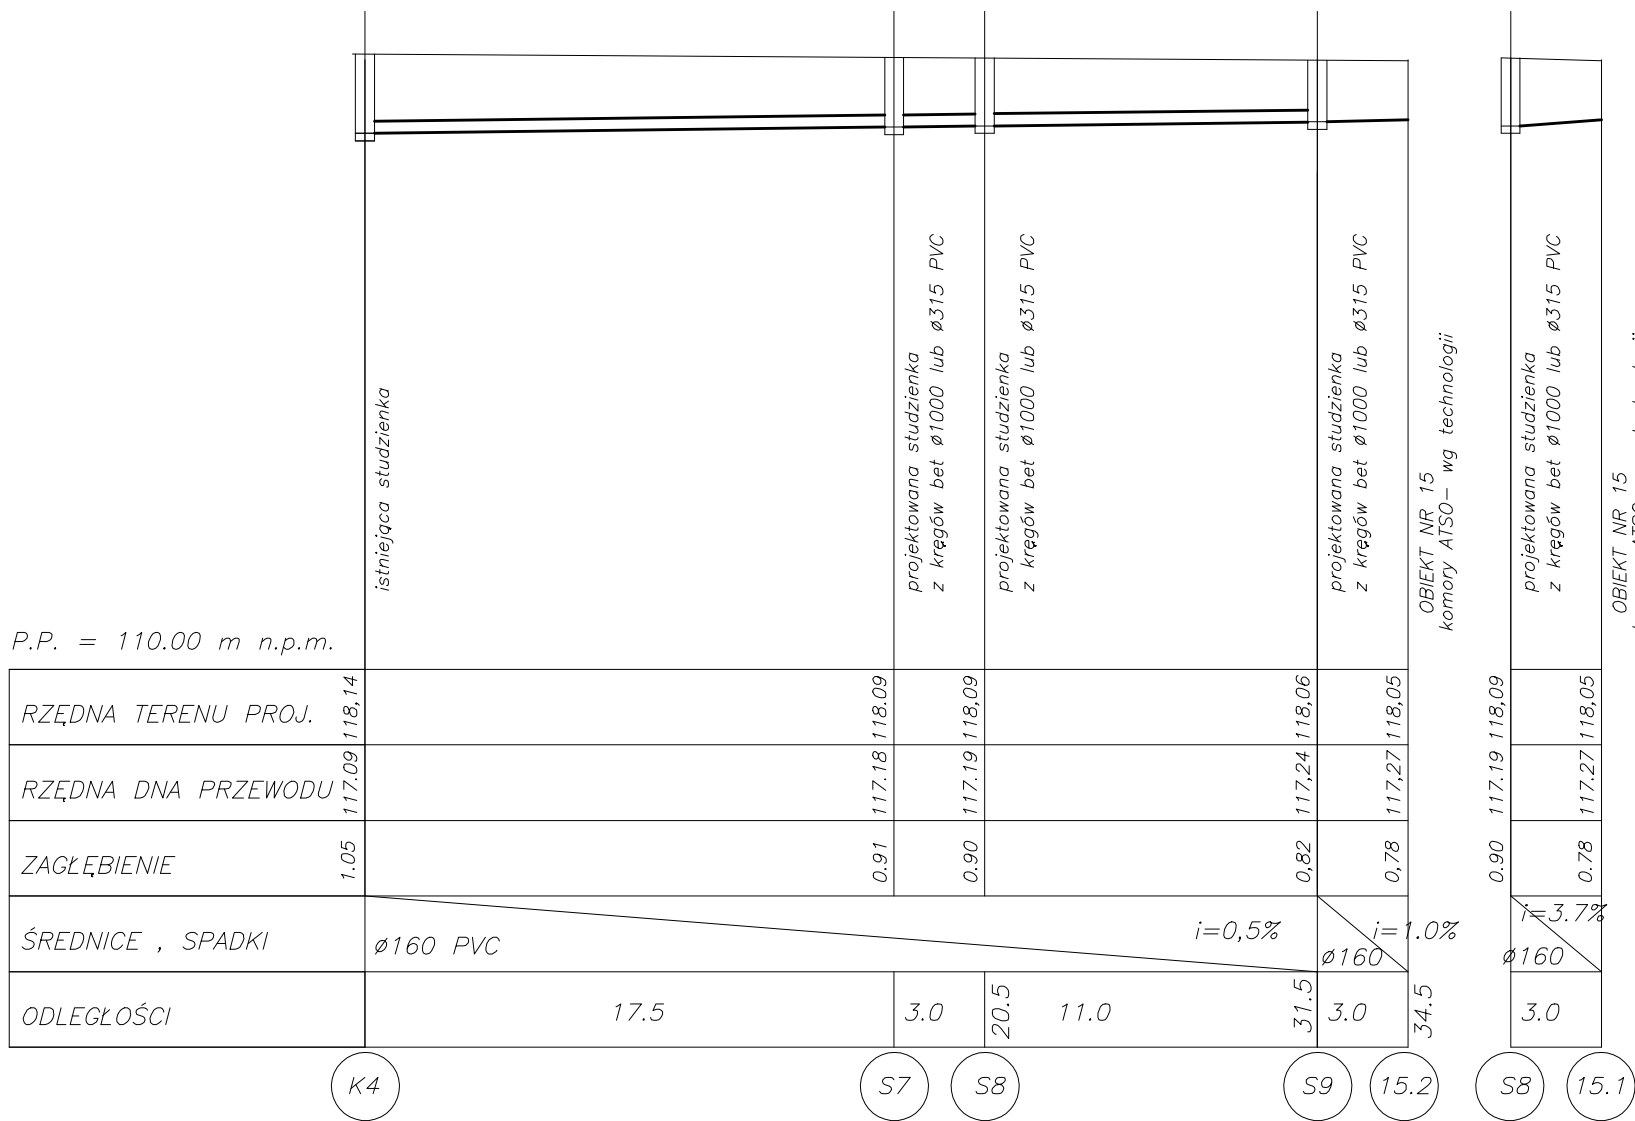 istniejąca studzienka
projektowana studzienka
z kręgów bet ø1000 lub ø315 PVC
projektowana studzienka
z kręgów bet ø1000 lub ø315 PVC
projektowana studzienka
z kręgów bet ø1000 lub ø315 PVC
OBIEKT NR 15
komory ATSO– wg technologii
projektowana studzienka
z kręgów bet ø1000 lub ø315 PVC
OBIEKT NR 15
P.P. = 110.00 m n.p.m.
RZĘDNA TERENU PROJ. 118,14 118.09 118,09 118,06 118,05 118,09 118,05
RZĘDNA DNA PRZEWODU 117.09 117.18 117.19 117,24 117,27 117.19 117.27
ZAGŁĘBIENIE 1.05 0.91 0.90 0,82 0,78 0.90 0.78
ŚREDNICE , SPADKI ø160 PVC i=0,5% ø160 i=1.0% ø160 i=3.7%
ODLEGŁOŚCI 17.5 3.0 20.5 11.0 31.5 3.0 34.5 3.0
K4 S7 S8 S9 15.2 S8 15.1